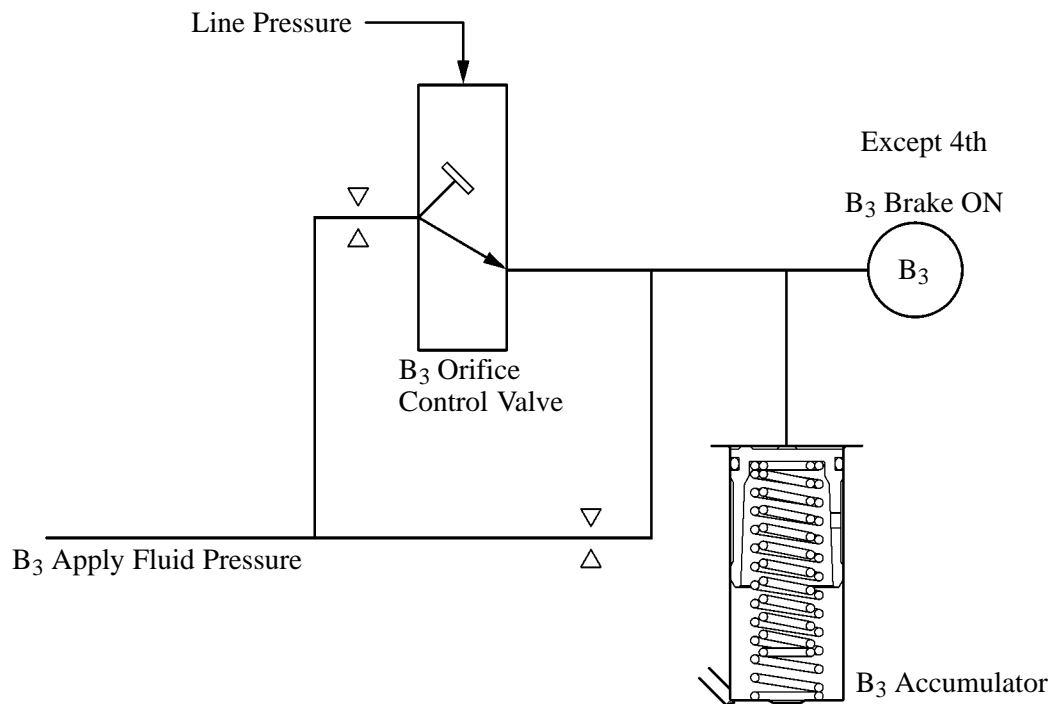 Line Pressure
Except 4th
B₃ Brake ON
B₃
B₃ Orifice
Control Valve
B₃ Apply Fluid Pressure
B₃ Accumulator